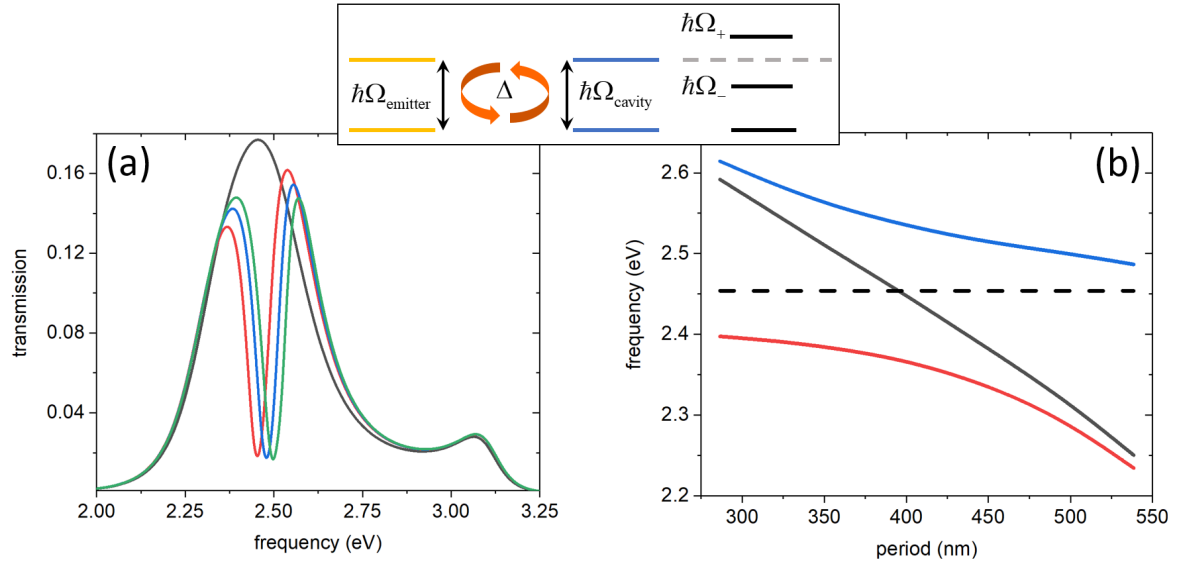 ℏΩ₊
ℏΩemitter
Δ
ℏΩcavity
ℏΩ₋
(a)
transmission
0.16
0.12
0.08
0.04
2.00 2.25 2.50 2.75 3.00 3.25
frequency (eV)
(b)
frequency (eV)
2.6
2.5
2.4
2.3
2.2
300 350 400 450 500 550
period (nm)